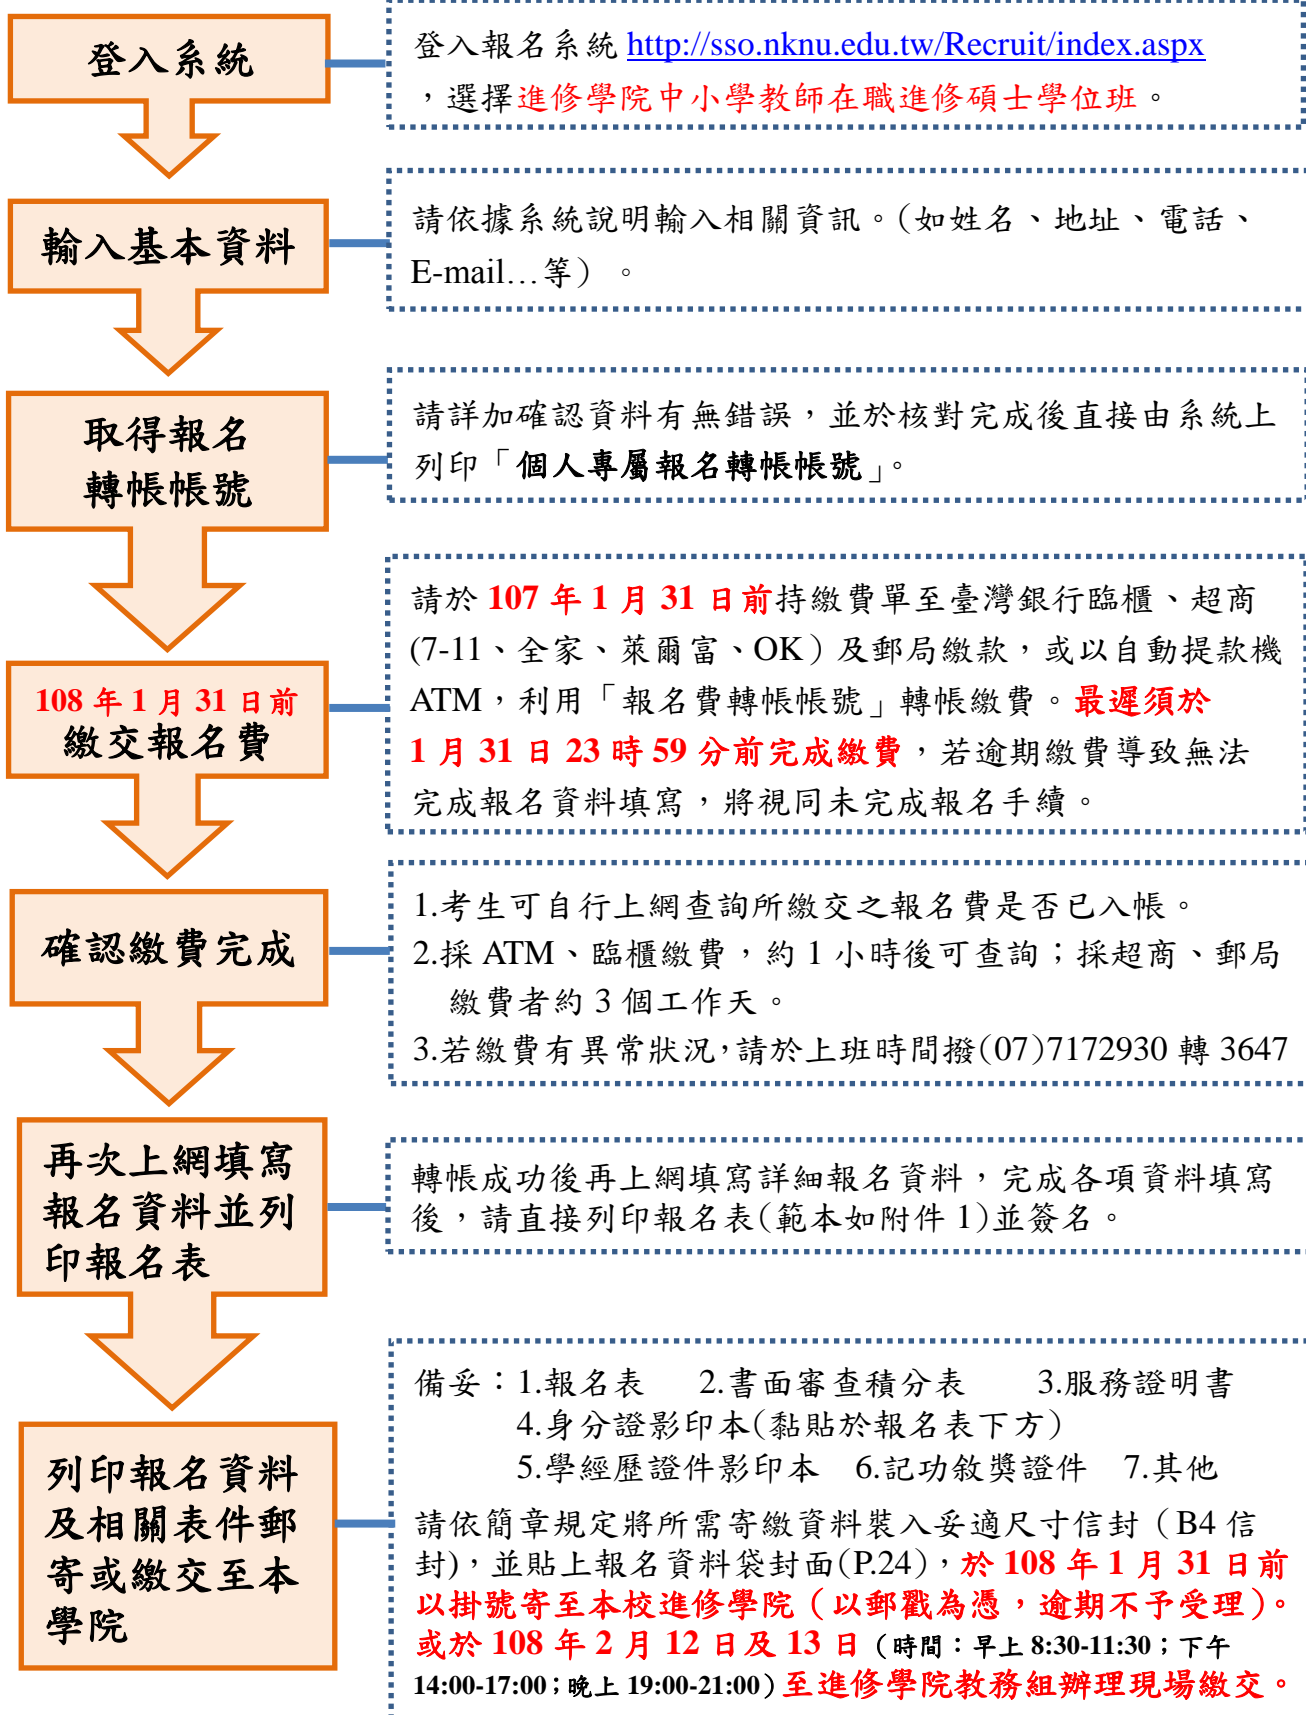 登入系統
登入報名系統 http://sso.nknu.edu.tw/Recruit/index.aspx
，選擇進修學院中小學教師在職進修碩士學位班。
輸入基本資料
請依據系統說明輸入相關資訊。(如姓名、地址、電話、
E-mail…等）。
取得報名
轉帳帳號
請詳加確認資料有無錯誤，並於核對完成後直接由系統上
列印「個人專屬報名轉帳帳號」。
108 年 1 月 31 日前
繳交報名費
請於 107 年 1 月 31 日前持繳費單至臺灣銀行臨櫃、超商
(7-11、全家、萊爾富、OK）及郵局繳款，或以自動提款機
ATM，利用「報名費轉帳帳號」轉帳繳費。最遲須於
1 月 31 日 23 時 59 分前完成繳費，若逾期繳費導致無法
完成報名資料填寫，將視同未完成報名手續。
確認繳費完成
1.考生可自行上網查詢所繳交之報名費是否已入帳。
2.採 ATM、臨櫃繳費，約 1 小時後可查詢；採超商、郵局
繳費者約 3 個工作天。
3.若繳費有異常狀況，請於上班時間撥(07)7172930 轉 3647
再次上網填寫
報名資料並列
印報名表
轉帳成功後再上網填寫詳細報名資料，完成各項資料填寫
後，請直接列印報名表(範本如附件 1)並簽名。
列印報名資料
及相關表件郵
寄或繳交至本
學院
備妥：1.報名表 2.書面審查積分表 3.服務證明書
4.身分證影印本(黏貼於報名表下方)
5.學經歷證件影印本 6.記功敘獎證件 7.其他
請依簡章規定將所需寄繳資料裝入妥適尺寸信封（B4 信
封)，並貼上報名資料袋封面(P.24)，於 108 年 1 月 31 日前
以掛號寄至本校進修學院（以郵戳為憑，逾期不予受理)。
或於 108 年 2 月 12 日及 13 日（時間：早上 8:30-11:30；下午
14:00-17:00；晚上 19:00-21:00）至進修學院教務組辦理現場繳交。